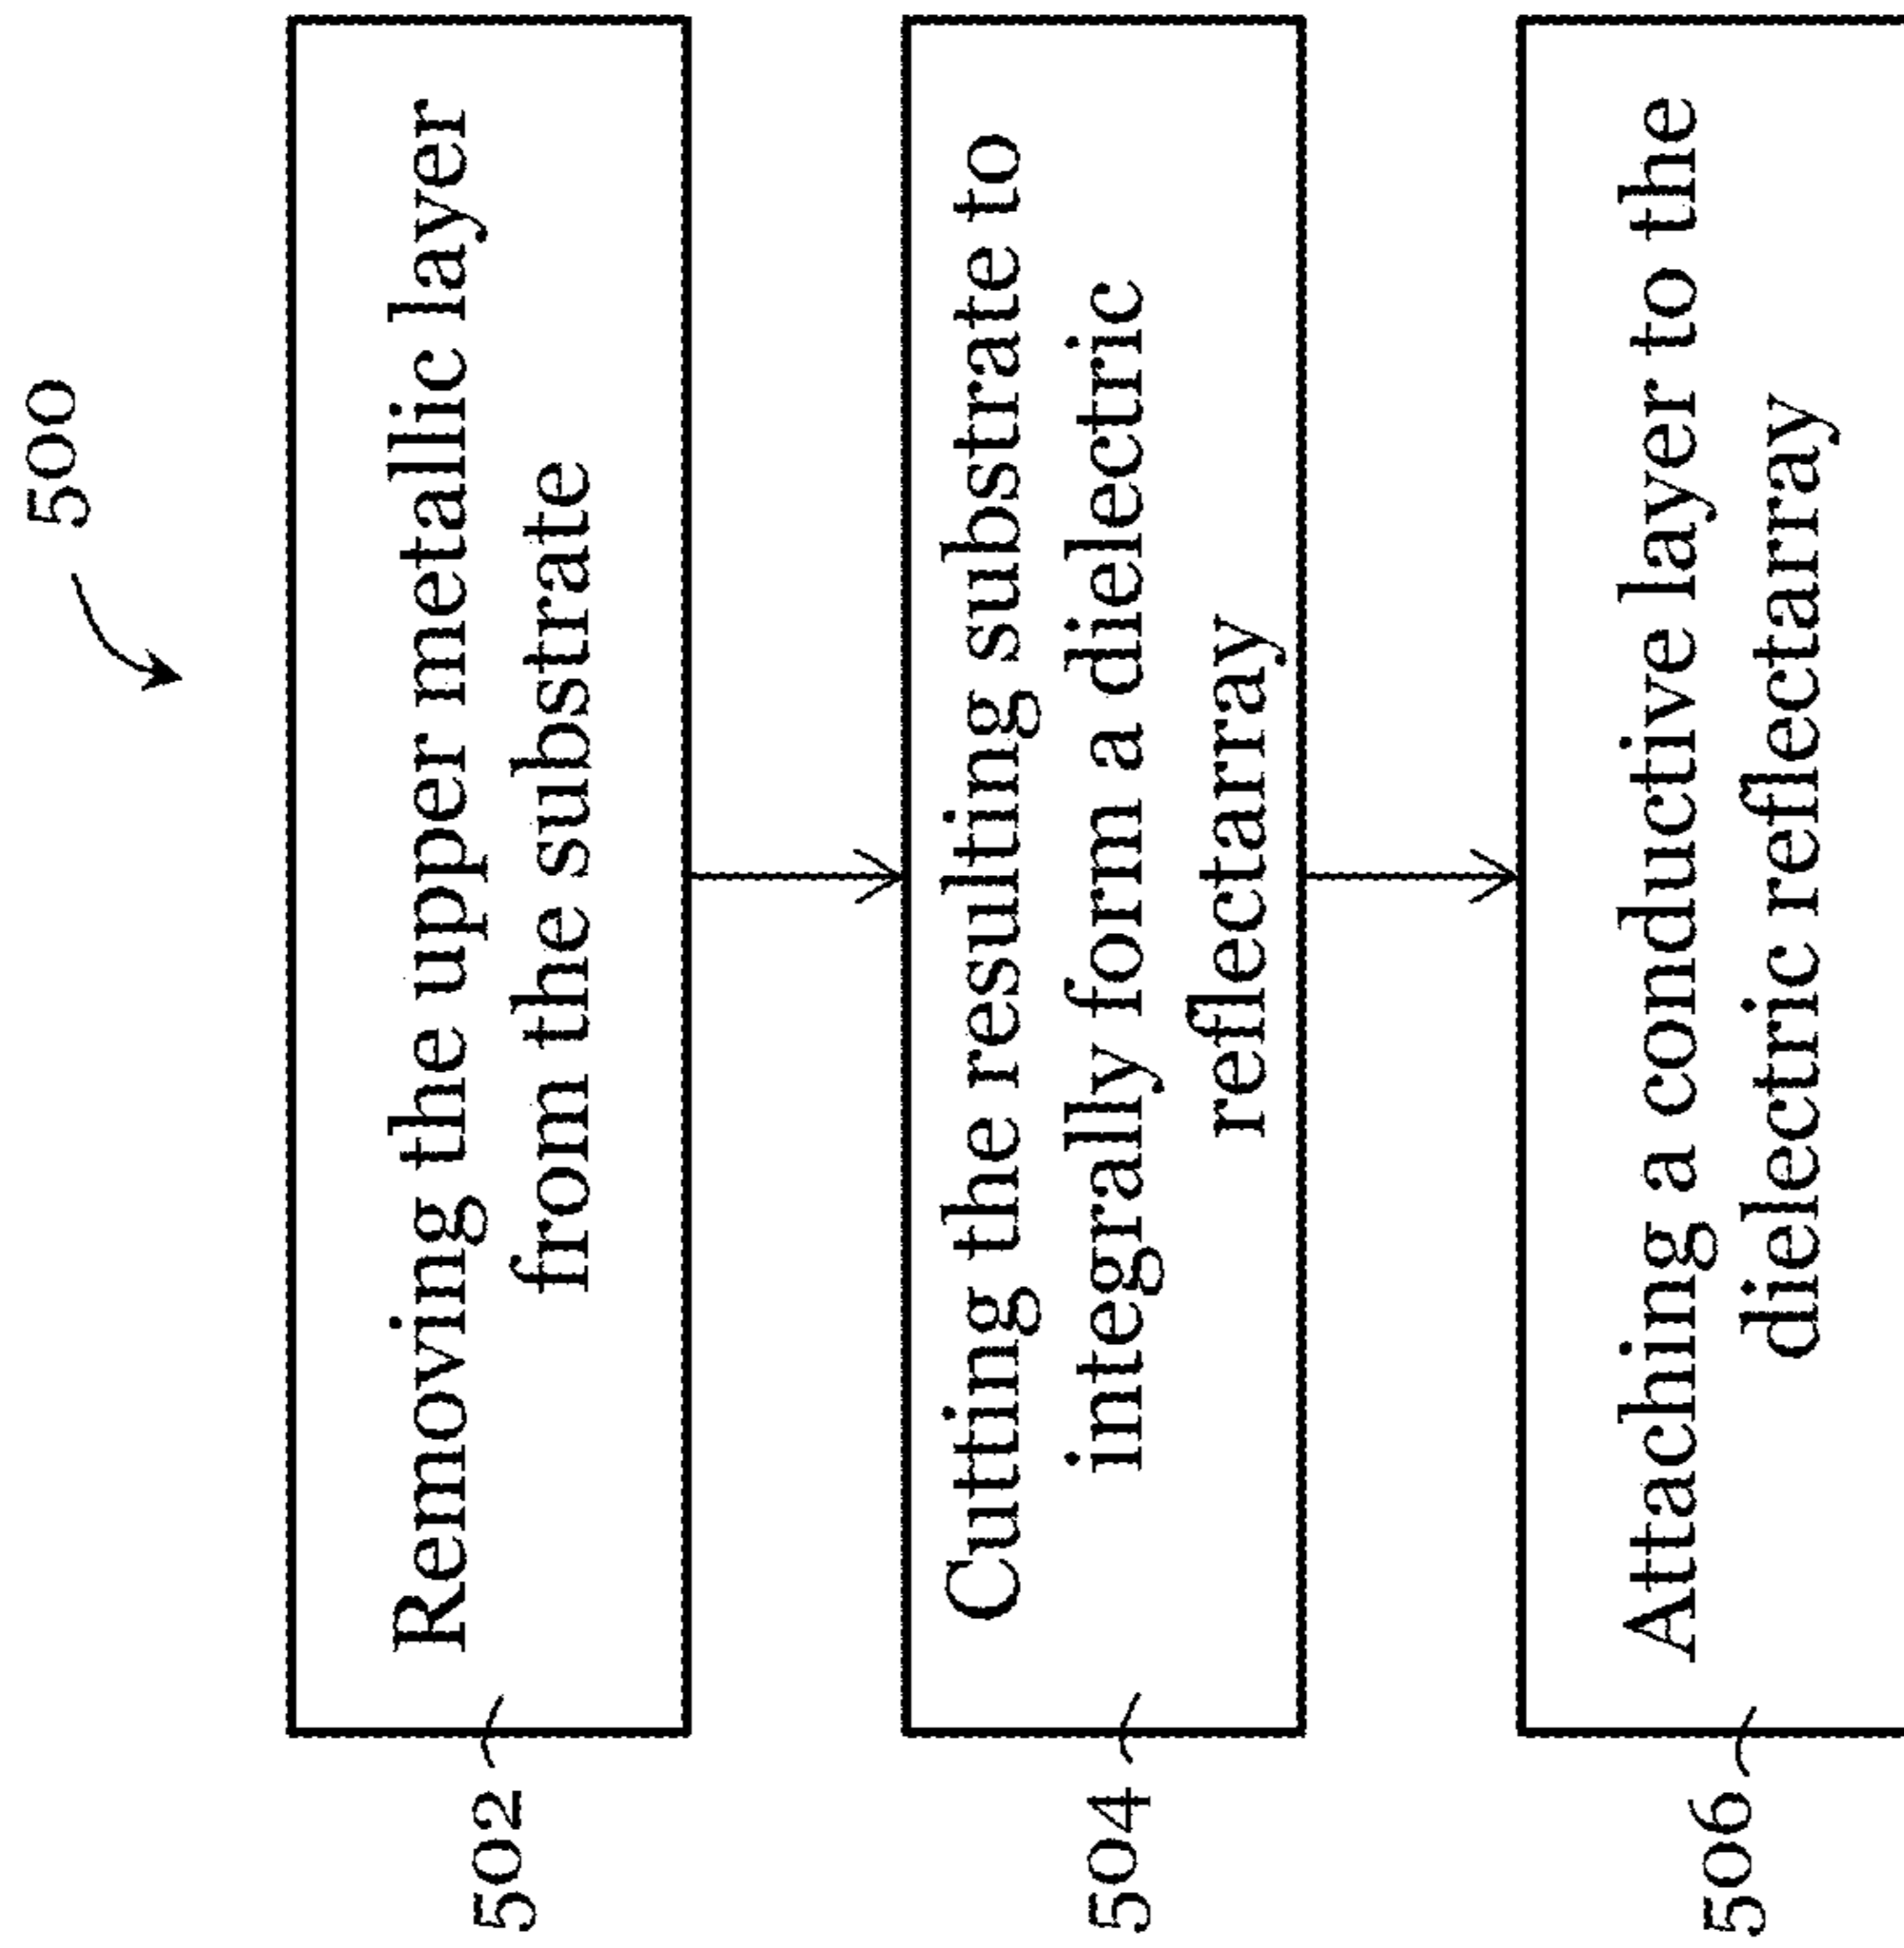 500
502
Removing the upper metallic layer
from the substrate
504
Cutting the resulting substrate to
integrally form a dielectric
reflectarray
506
Attaching a conductive layer to the
dielectric reflectarray